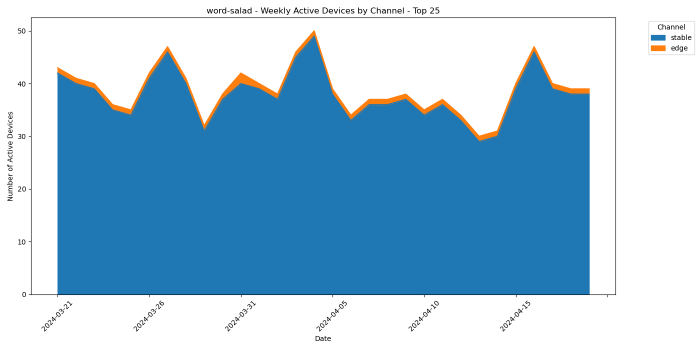 word-salad - Weekly Active Devices by Channel - Top 25
Channel
stable
edge
Number of Active Devices
50
40
30
20
10
0
2024-03-21
2024-03-26
2024-03-31
2024-04-05
2024-04-10
2024-04-15
Date